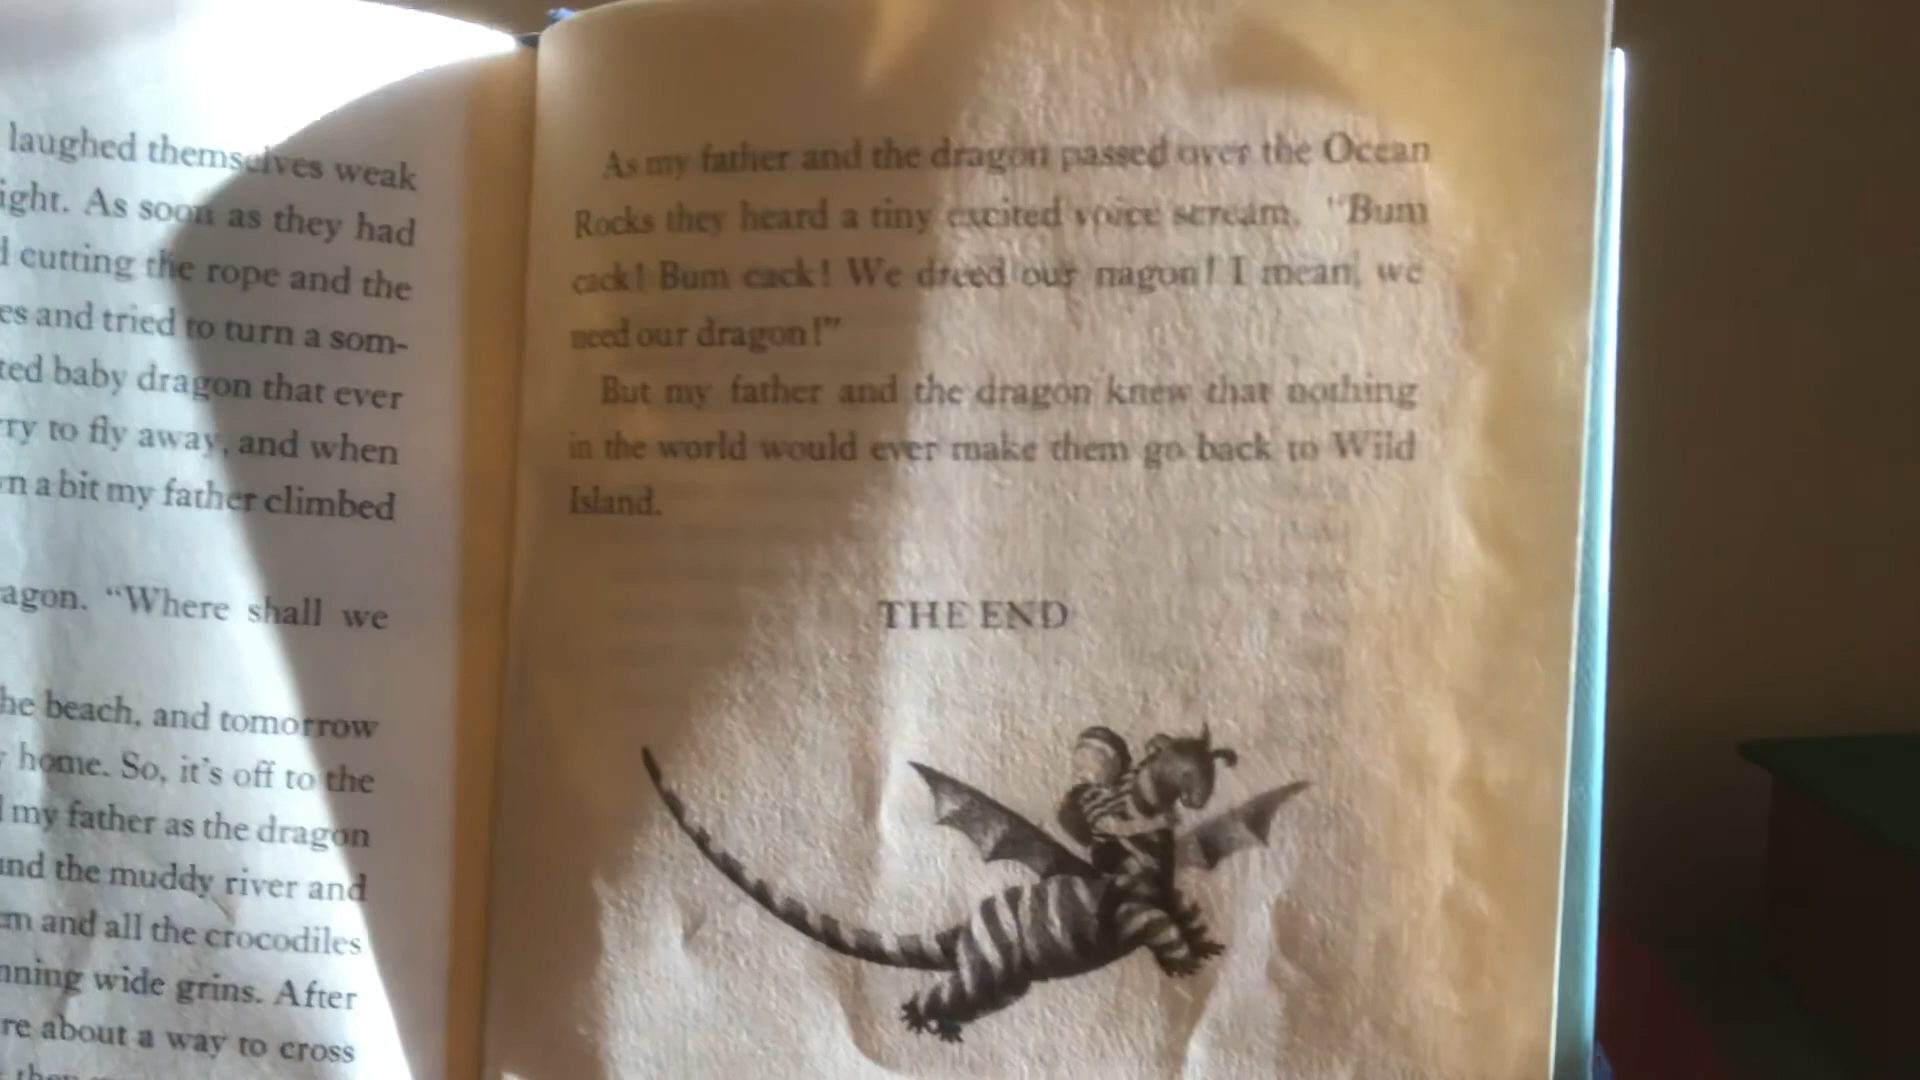 laughed themselves weak
ight. As soon as they had
cutting the rope and the
es and tried to turn a som-
ted baby dragon that ever
ry to fly away, and when
n a bit my father climbed
agon. “Where shall we
he beach, and tomorrow
home. So, it’s off to the
my father as the dragon
and the muddy river and
m and all the crocodiles
nning wide grins. After
re about a way to cross
As my father and the dragon passed over the Ocean
Rocks they heard a tiny excited voice scream, “Bum
cack! Bum cack! We dreed our nagon! I mean, we
need our dragon!”
But my father and the dragon knew that nothing
in the world would ever make them go back to Wild
Island.
THE END